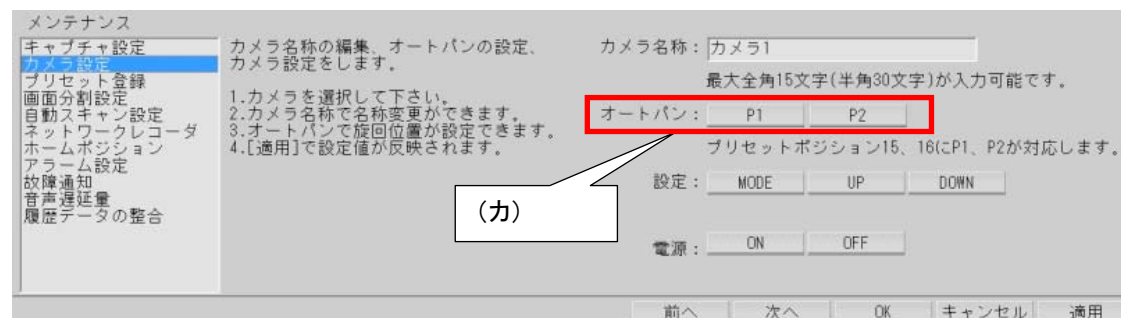 メンテナンス
キャプチャ設定
カメラ設定
プリセット登録
画面分割設定
自動スキャン設定
ネットワークレコーダ
ホームポジション
アラーム設定
故障通知
音声遅延量
履歴データの整合
カメラ名称の編集、オートパンの設定、
カメラ設定をします。
1.カメラを選択して下さい。
2.カメラ名称で名称変更ができます。
3.オートパンで旋回位置が設定できます。
4.[適用]で設定値が反映されます。
カメラ名称： カメラ1
最大全角15文字(半角30文字)が入力可能です。
オートパン： P1 P2
プリセットポジション15、16にP1、P2が対応します。
設定： MODE UP DOWN
(カ)
電源： ON OFF
前へ 次へ OK キャンセル 適用